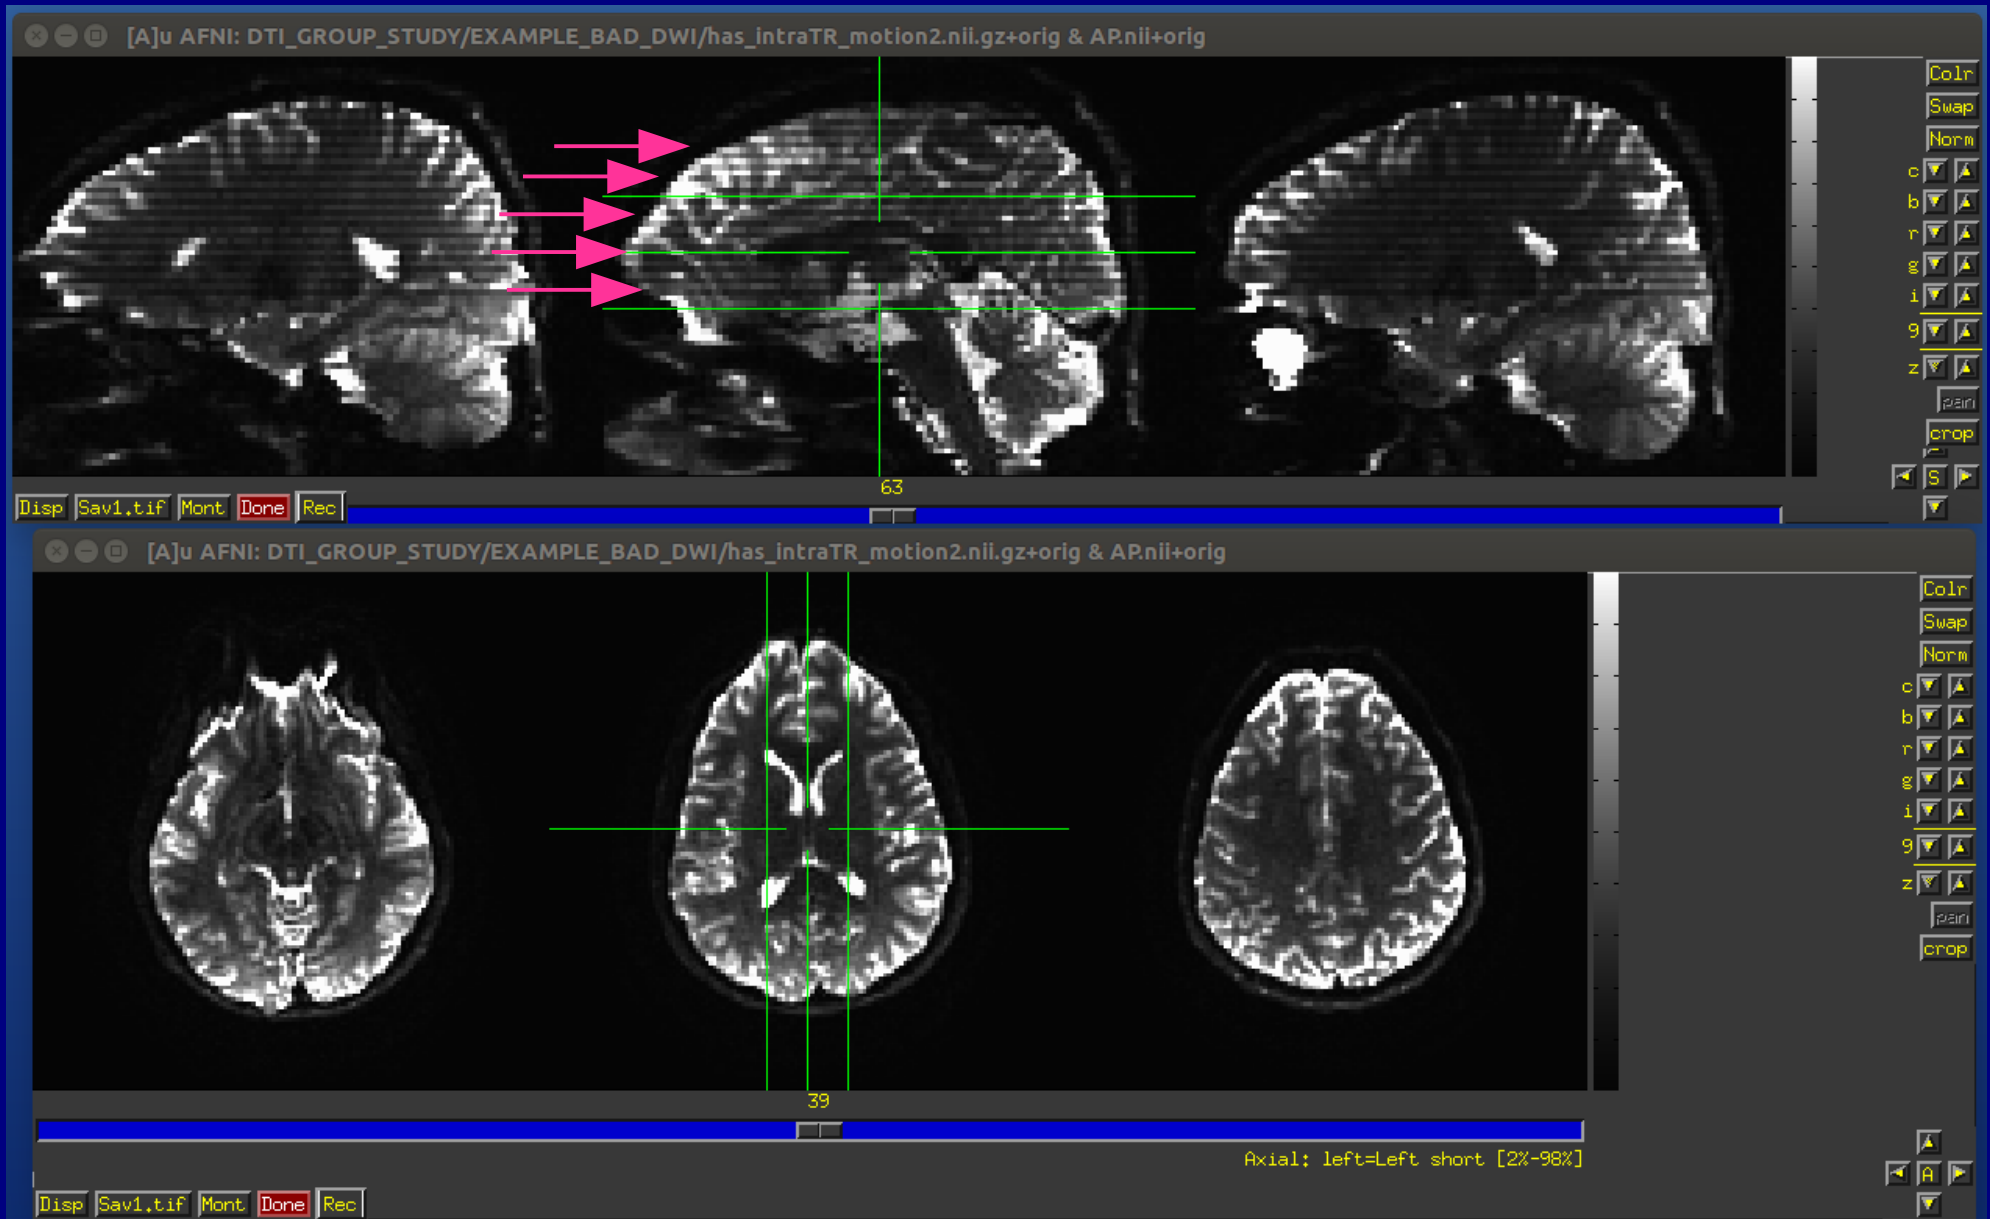 [A]u AFNI: DTI_GROUP_STUDY/EXAMPLE_BAD_DWI/has_intraTR_motion2.nii.gz+orig & AP.nii+orig
Colr
Swap
Norm
c
b
r
g
i
9
z
pan
crop
S
63
Disp Sav1.tif Mont Done Rec
[A]u AFNI: DTI_GROUP_STUDY/EXAMPLE_BAD_DWI/has_intraTR_motion2.nii.gz+orig & AP.nii+orig
Colr
Swap
Norm
c
b
r
g
i
9
z
pan
crop
39
Axial: left=Left short [2%-98%]
A
Disp Sav1.tif Mont Done Rec